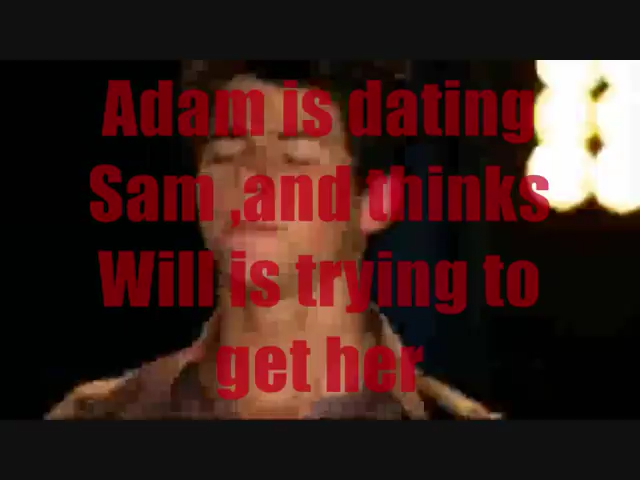 Adam is dating
Sam ,and thinks
Will is trying to
get her